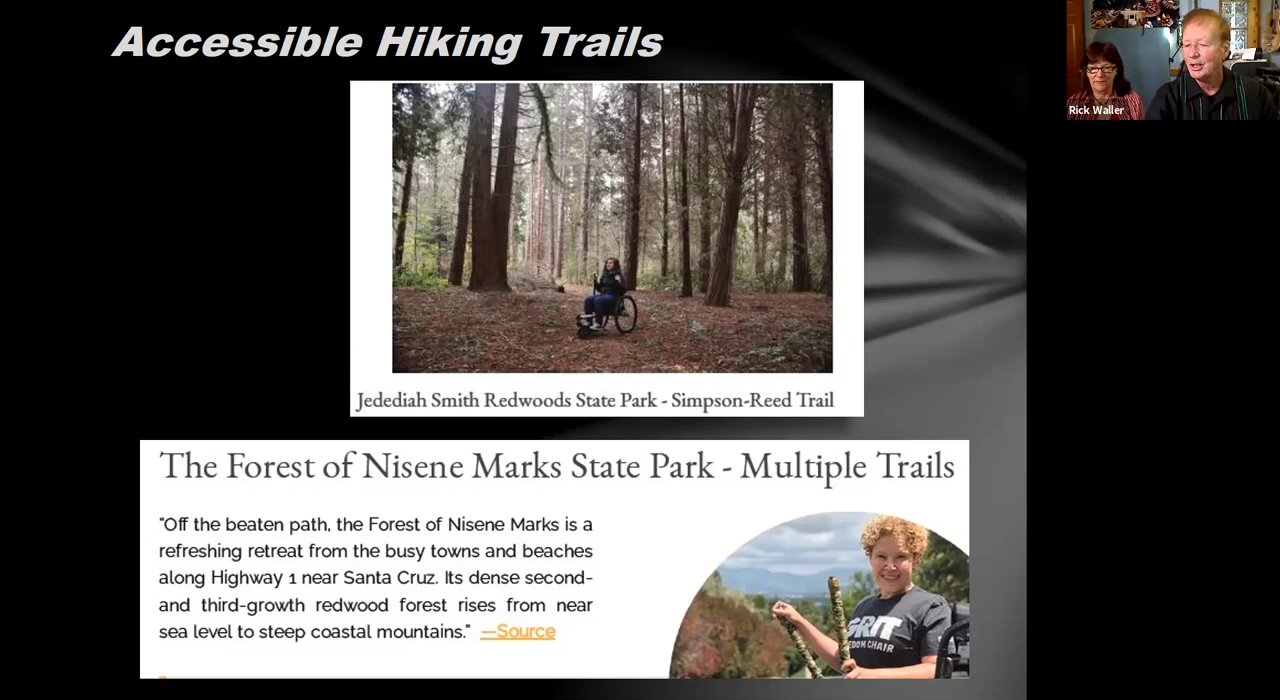 Accessible Hiking Trails
Rick Waller
Jedediah Smith Redwoods State Park - Simpson-Reed Trail
The Forest of Nisene Marks State Park - Multiple Trails
"Off the beaten path, the Forest of Nisene Marks is a
refreshing retreat from the busy towns and beaches
along Highway 1 near Santa Cruz. Its dense second-
and third-growth redwood forest rises from near
sea level to steep coastal mountains." —Source
GRIT
EDOM CHAIR